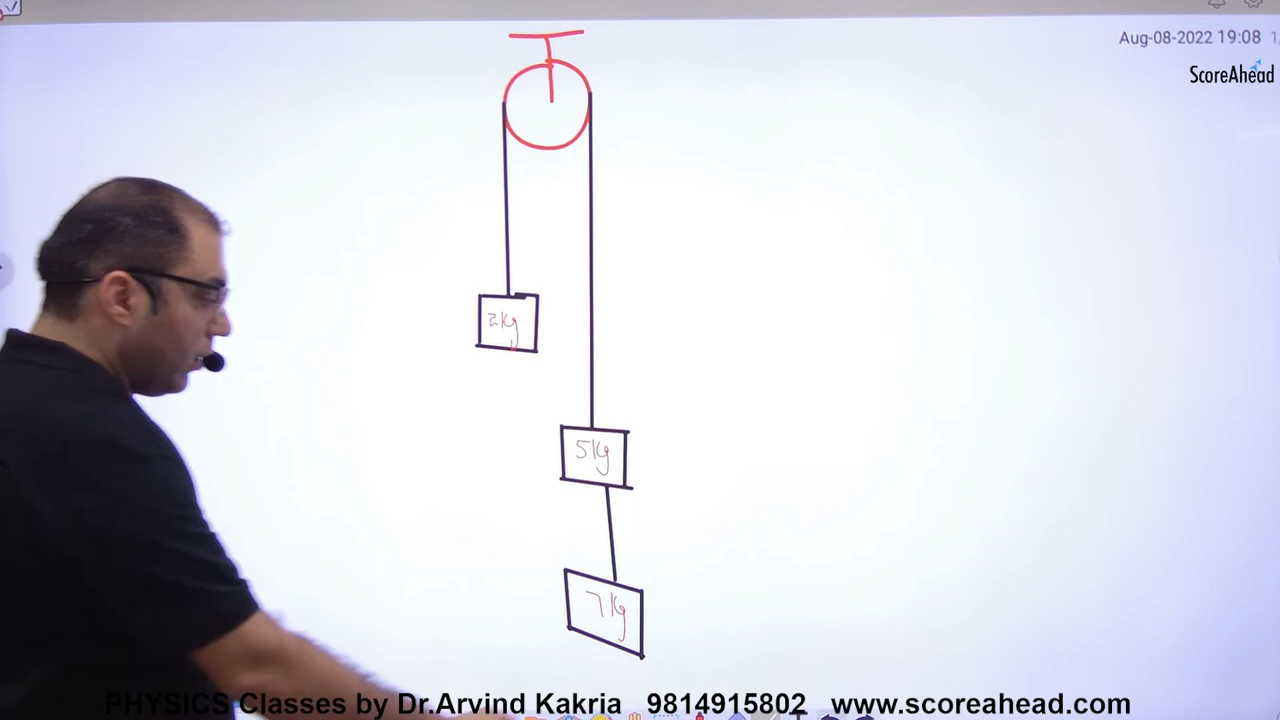 Aug-08-2022 19:08
ScoreAhead
2Kg
5Kg
7Kg
PHYSICS Classes by Dr.Arvind Kakria 9814915802 www.scoreahead.com